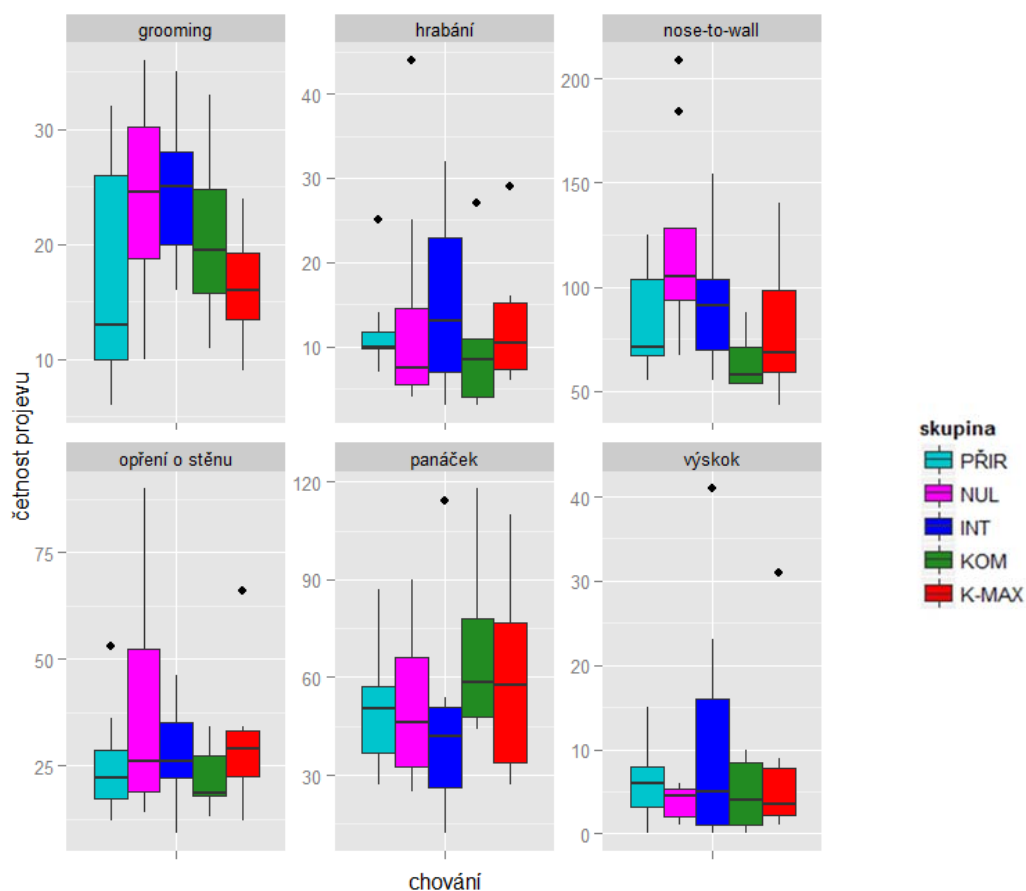 grooming
hrabání
nose-to-wall
30
20
10
40
30
20
10
200
150
100
50
opření o stěnu
panáček
výskok
75
50
25
120
90
60
30
40
30
20
10
0
četnost projevu
chování
skupina
PŘIR
NUL
INT
KOM
K-MAX